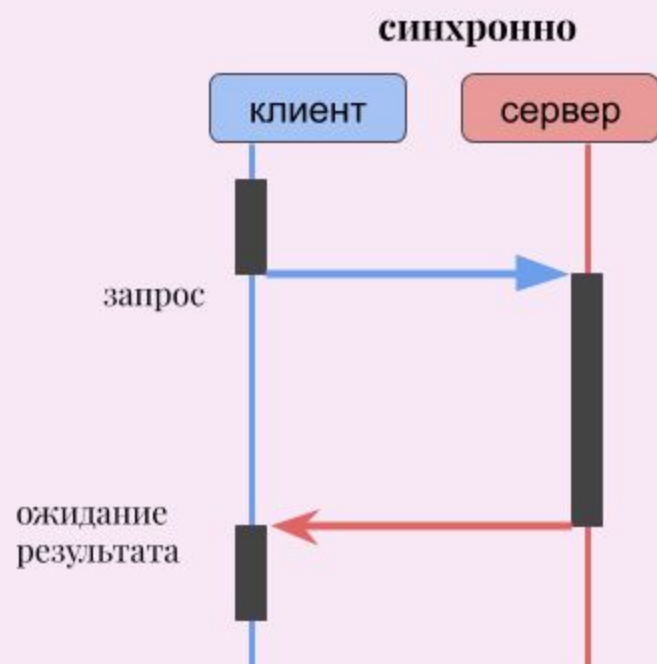 синхронно
клиент
сервер
запрос
ожидание
результата